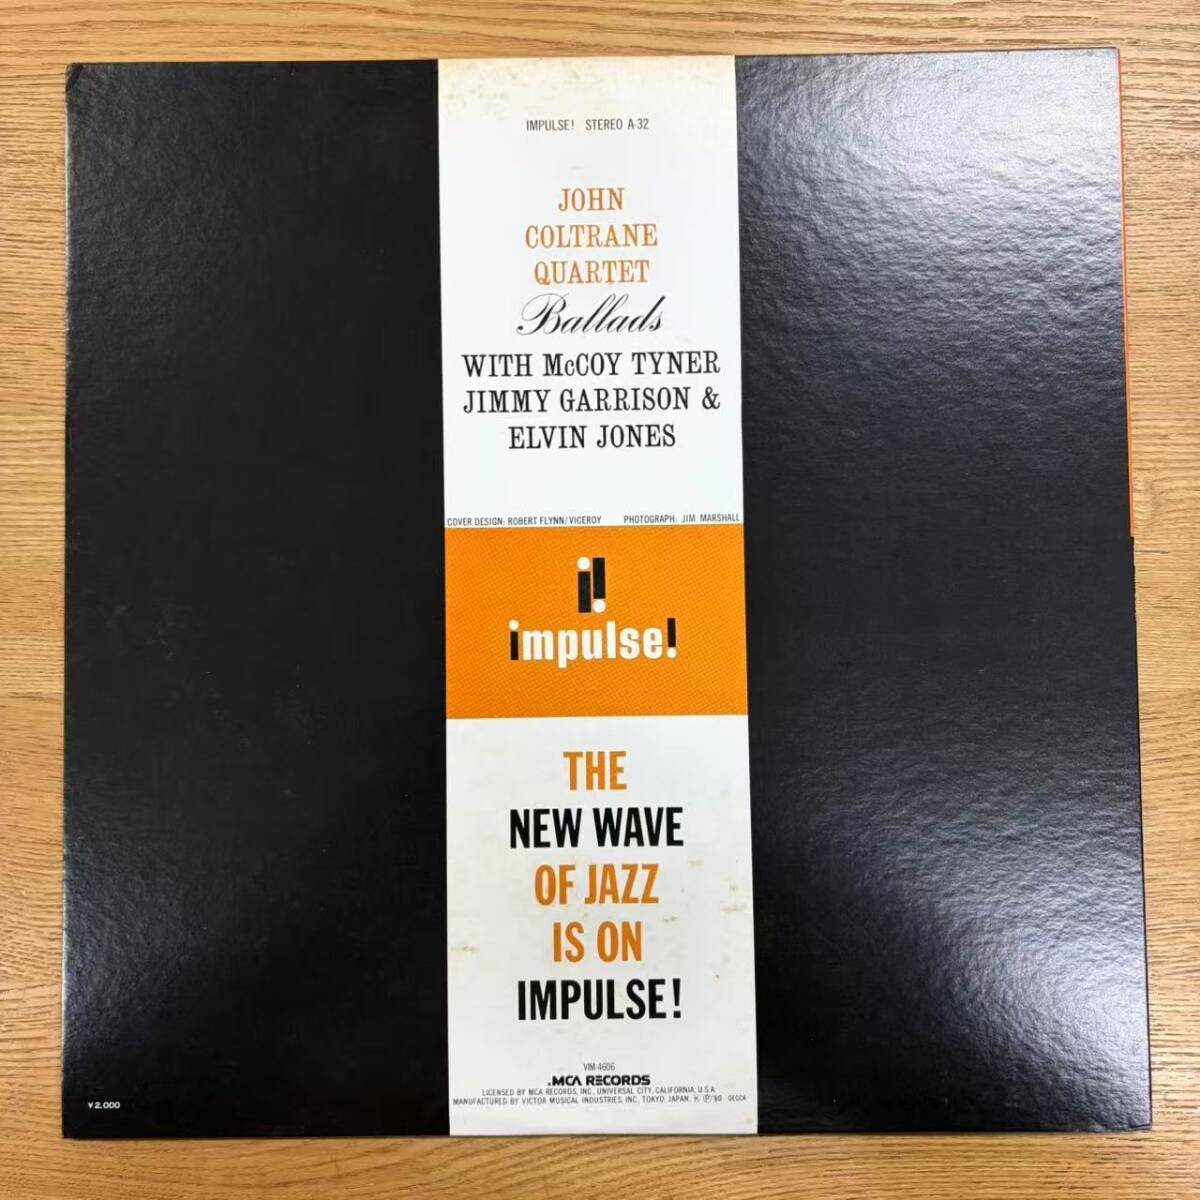 IMPULSE! STEREO A-32
JOHN
COLTRANE
QUARTET
Ballads
WITH McCOY TYNER
JIMMY GARRISON &
ELVIN JONES
COVER DESIGN: ROBERT FLYNN/VICEROY PHOTOGRAPH: JIM MARSHALL
impulse!
THE
NEW WAVE
OF JAZZ
IS ON
IMPULSE!
VIM-4606
MCA RECORDS
LICENSED BY MCA RECORDS, INC., UNIVERSAL CITY, CALIFORNIA, U.S.A.
MANUFACTURED BY VICTOR MUSICAL INDUSTRIES, INC., TOKYO, JAPAN. K Ⓟ'80 DECCA
¥2,000